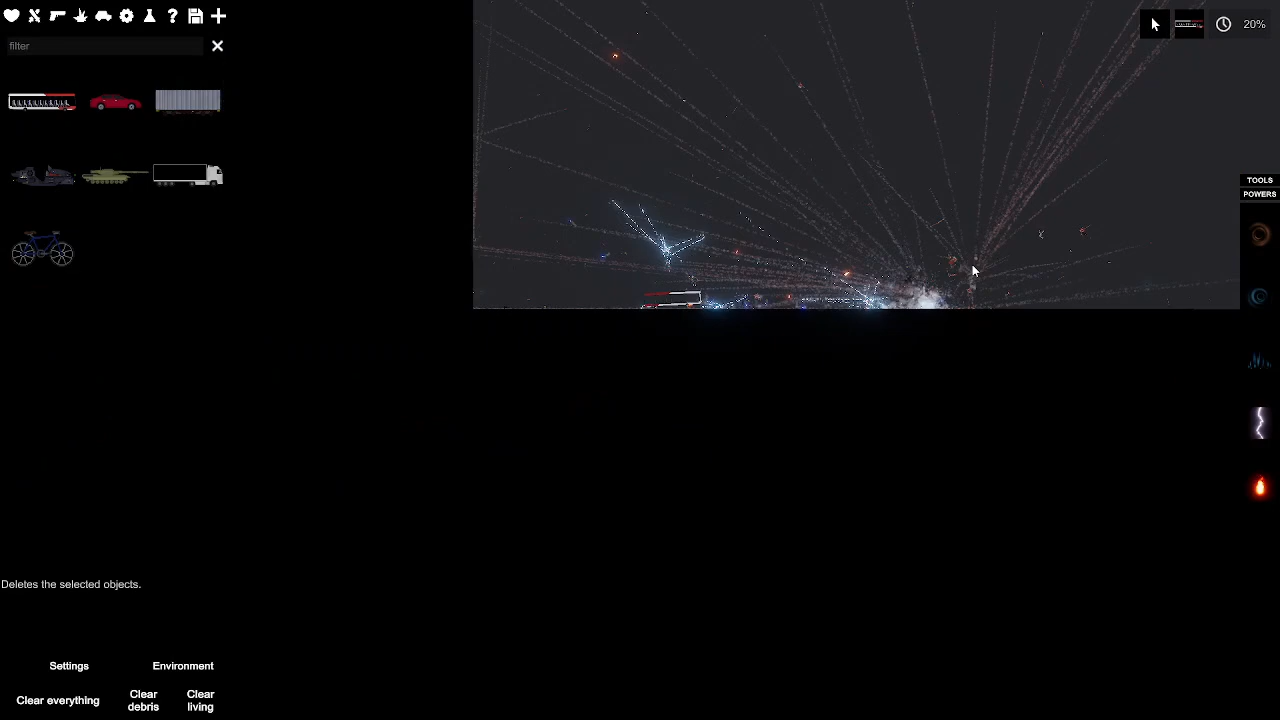 filter
20%
TOOLS
POWERS
Deletes the selected objects.
Settings
Environment
Clear everything
Clear
debris
Clear
living